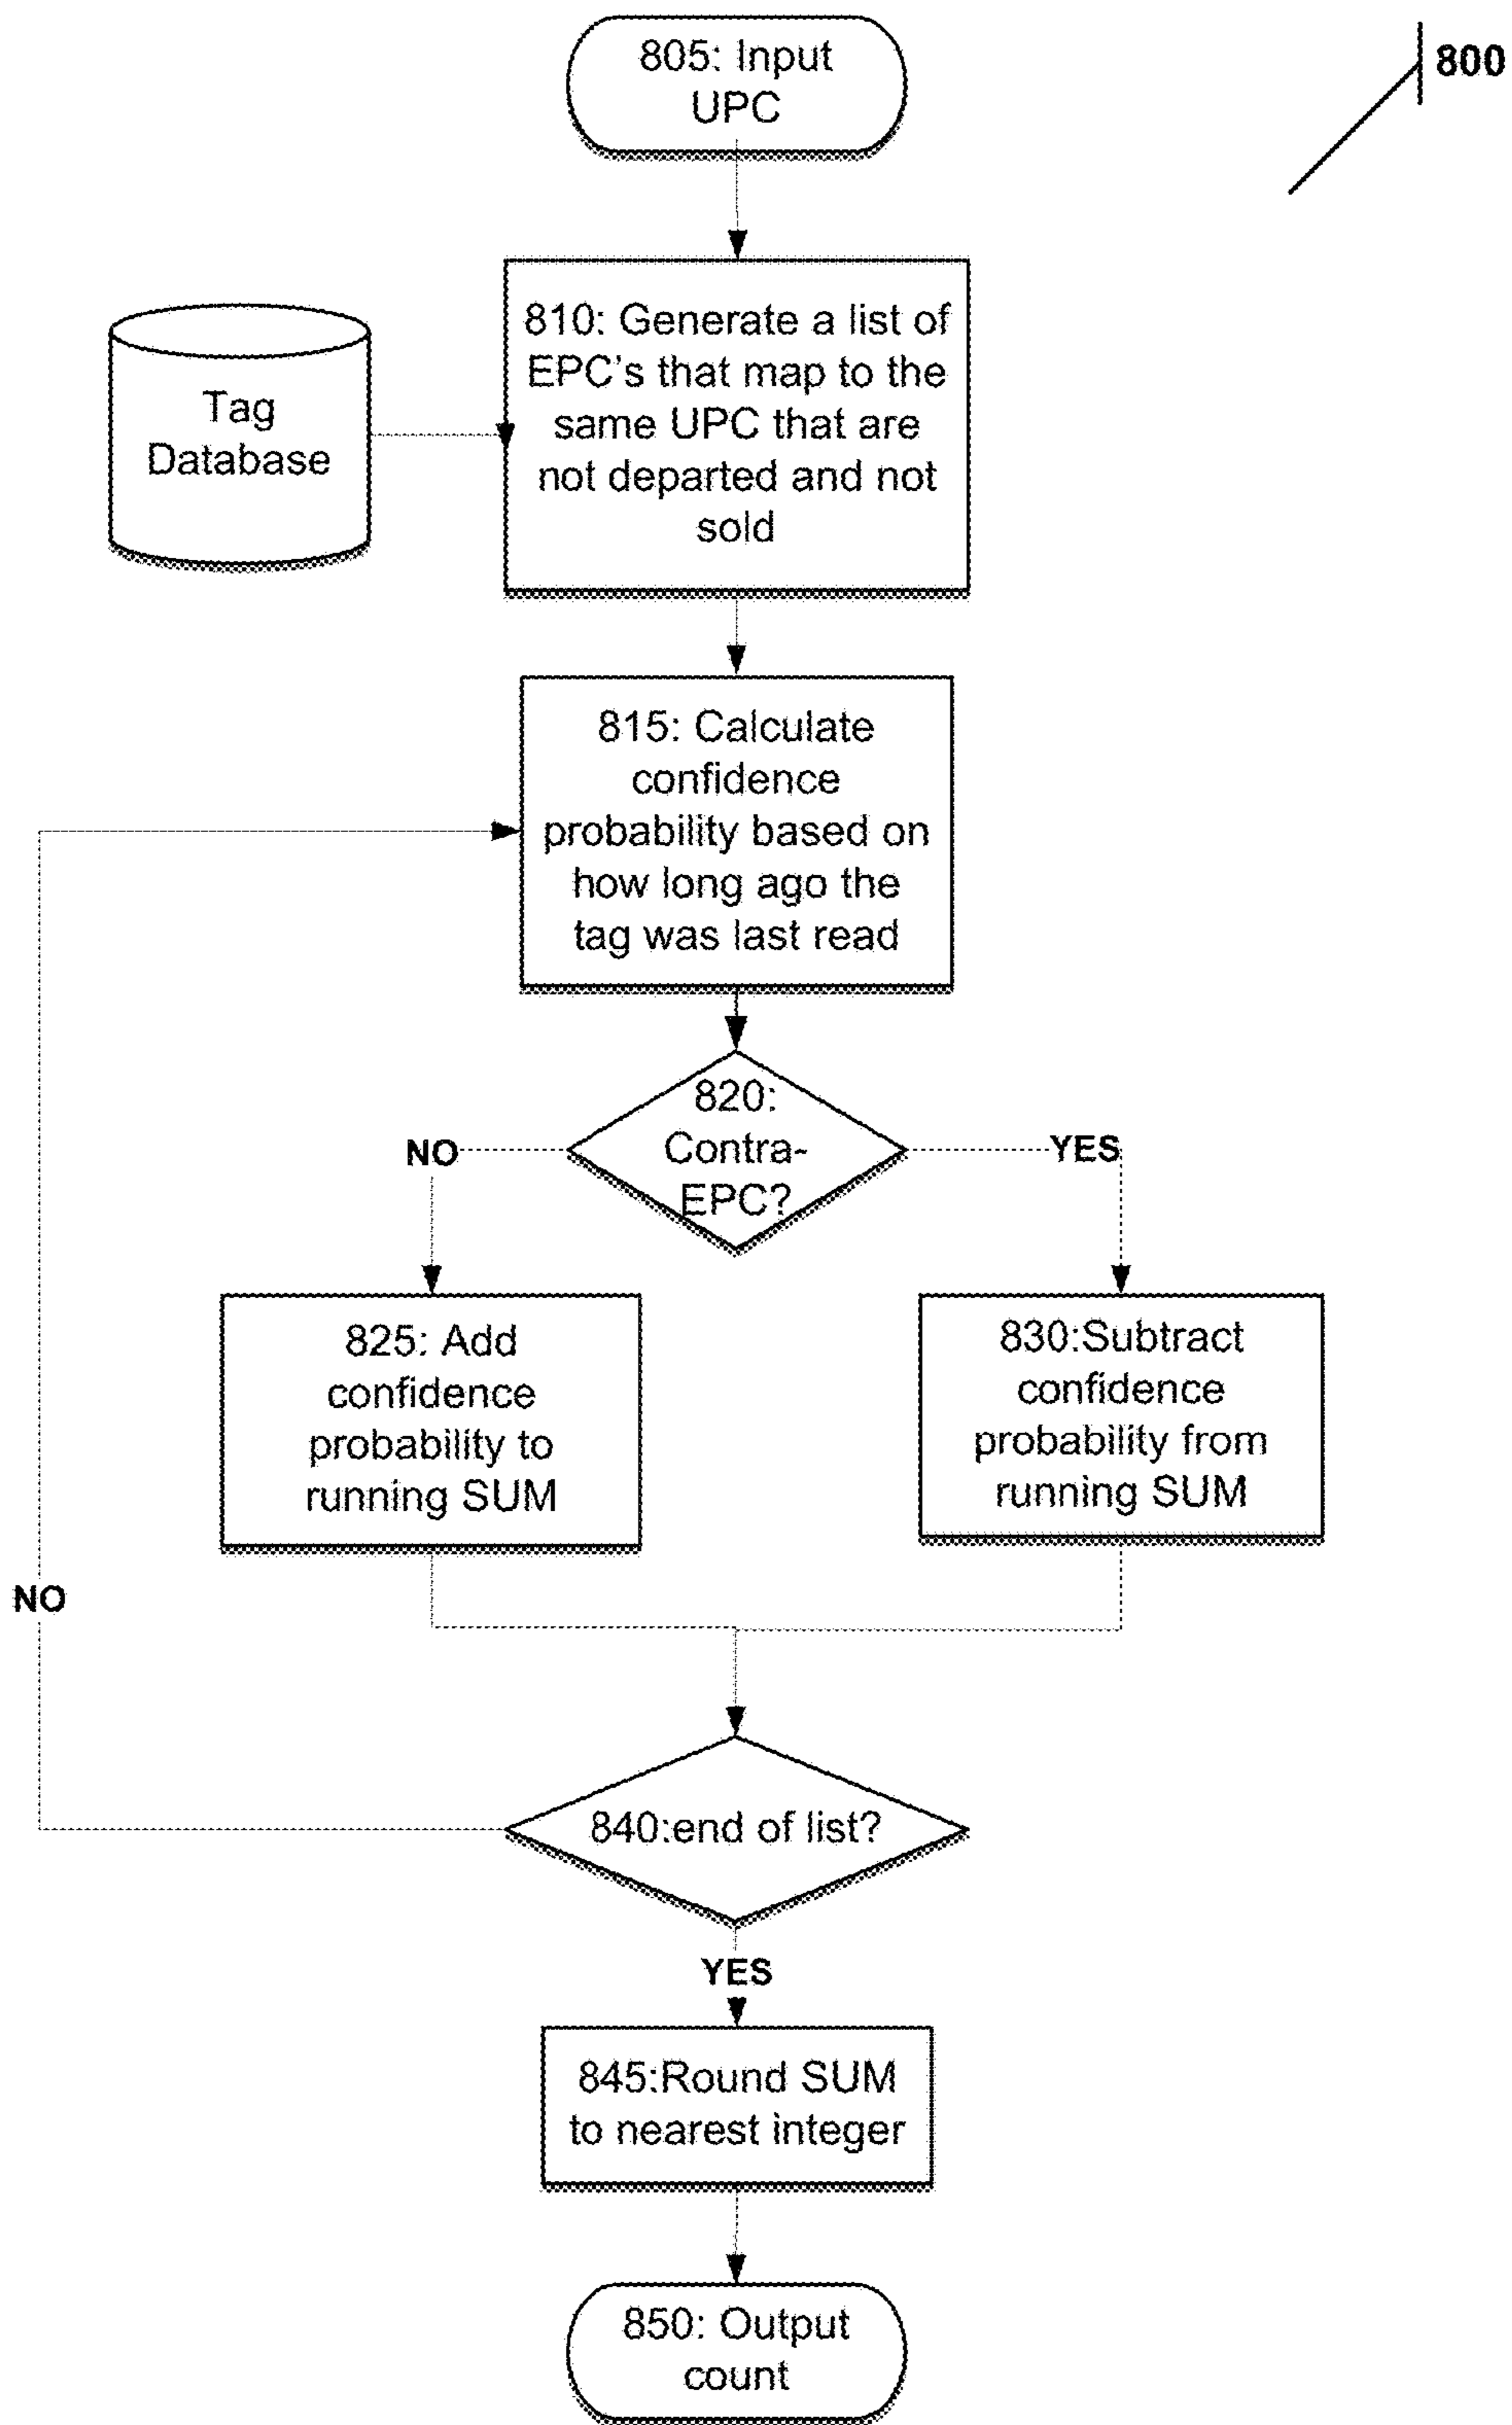 805: Input
UPC
800
810: Generate a list of
EPC's that map to the
same UPC that are
not departed and not
sold
Tag
Database
815: Calculate
confidence
probability based on
how long ago the
tag was last read
820:
Contra-
EPC?
NO
YES
825: Add
confidence
probability to
running SUM
830:Subtract
confidence
probability from
running SUM
NO
840:end of list?
YES
845:Round SUM
to nearest integer
850: Output
count